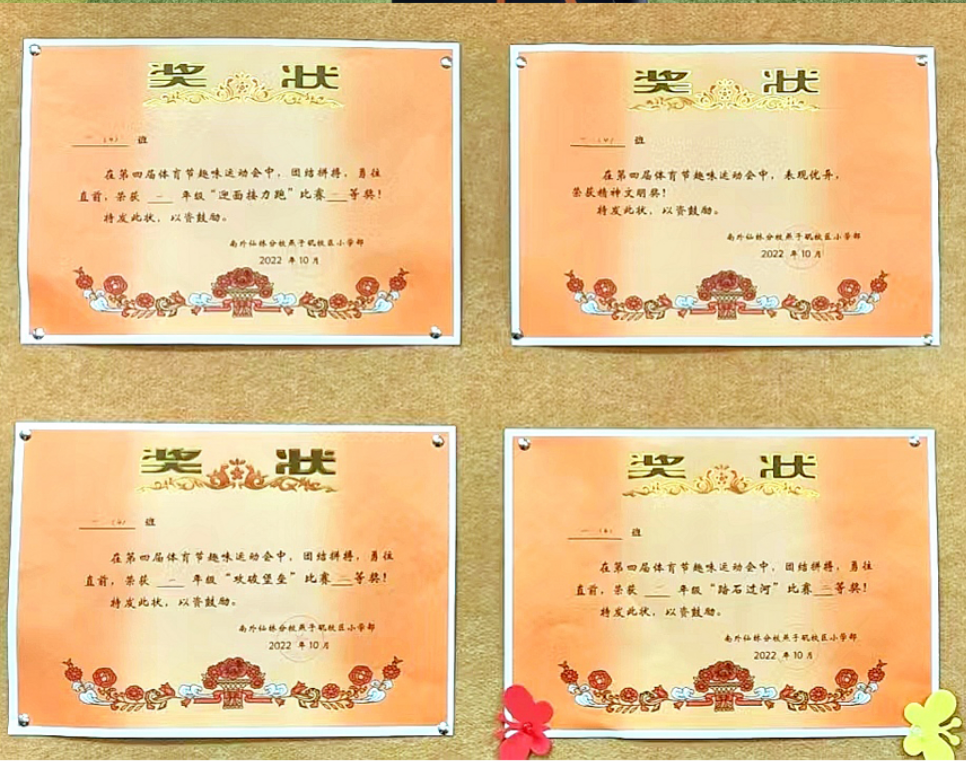 奖 状
一（4） 班
在第四届体育节趣味运动会中，团结拼搏，勇往
直前，荣获 一 年级“迎面接力跑”比赛 等奖！
特发此状，以资鼓励。
南外仙林分校燕子矶校区小学部
2022 年 10 月
奖 状
一（4） 班
在第四届体育节趣味运动会中，表现优异，
荣获精神文明奖！
特发此状，以资鼓励。
南外仙林分校燕子矶校区小学部
2022 年 10 月
奖 状
一（4） 班
在第四届体育节趣味运动会中，团结拼搏，勇往
直前，荣获 一 年级“攻破堡垒”比赛 等奖！
特发此状，以资鼓励。
南外仙林分校燕子矶校区小学部
2022 年 10 月
奖 状
一（4） 班
在第四届体育节趣味运动会中，团结拼搏，勇往
直前，荣获 一 年级“踏石过河”比赛 等奖！
特发此状，以资鼓励。
南外仙林分校燕子矶校区小学部
2022 年 10 月